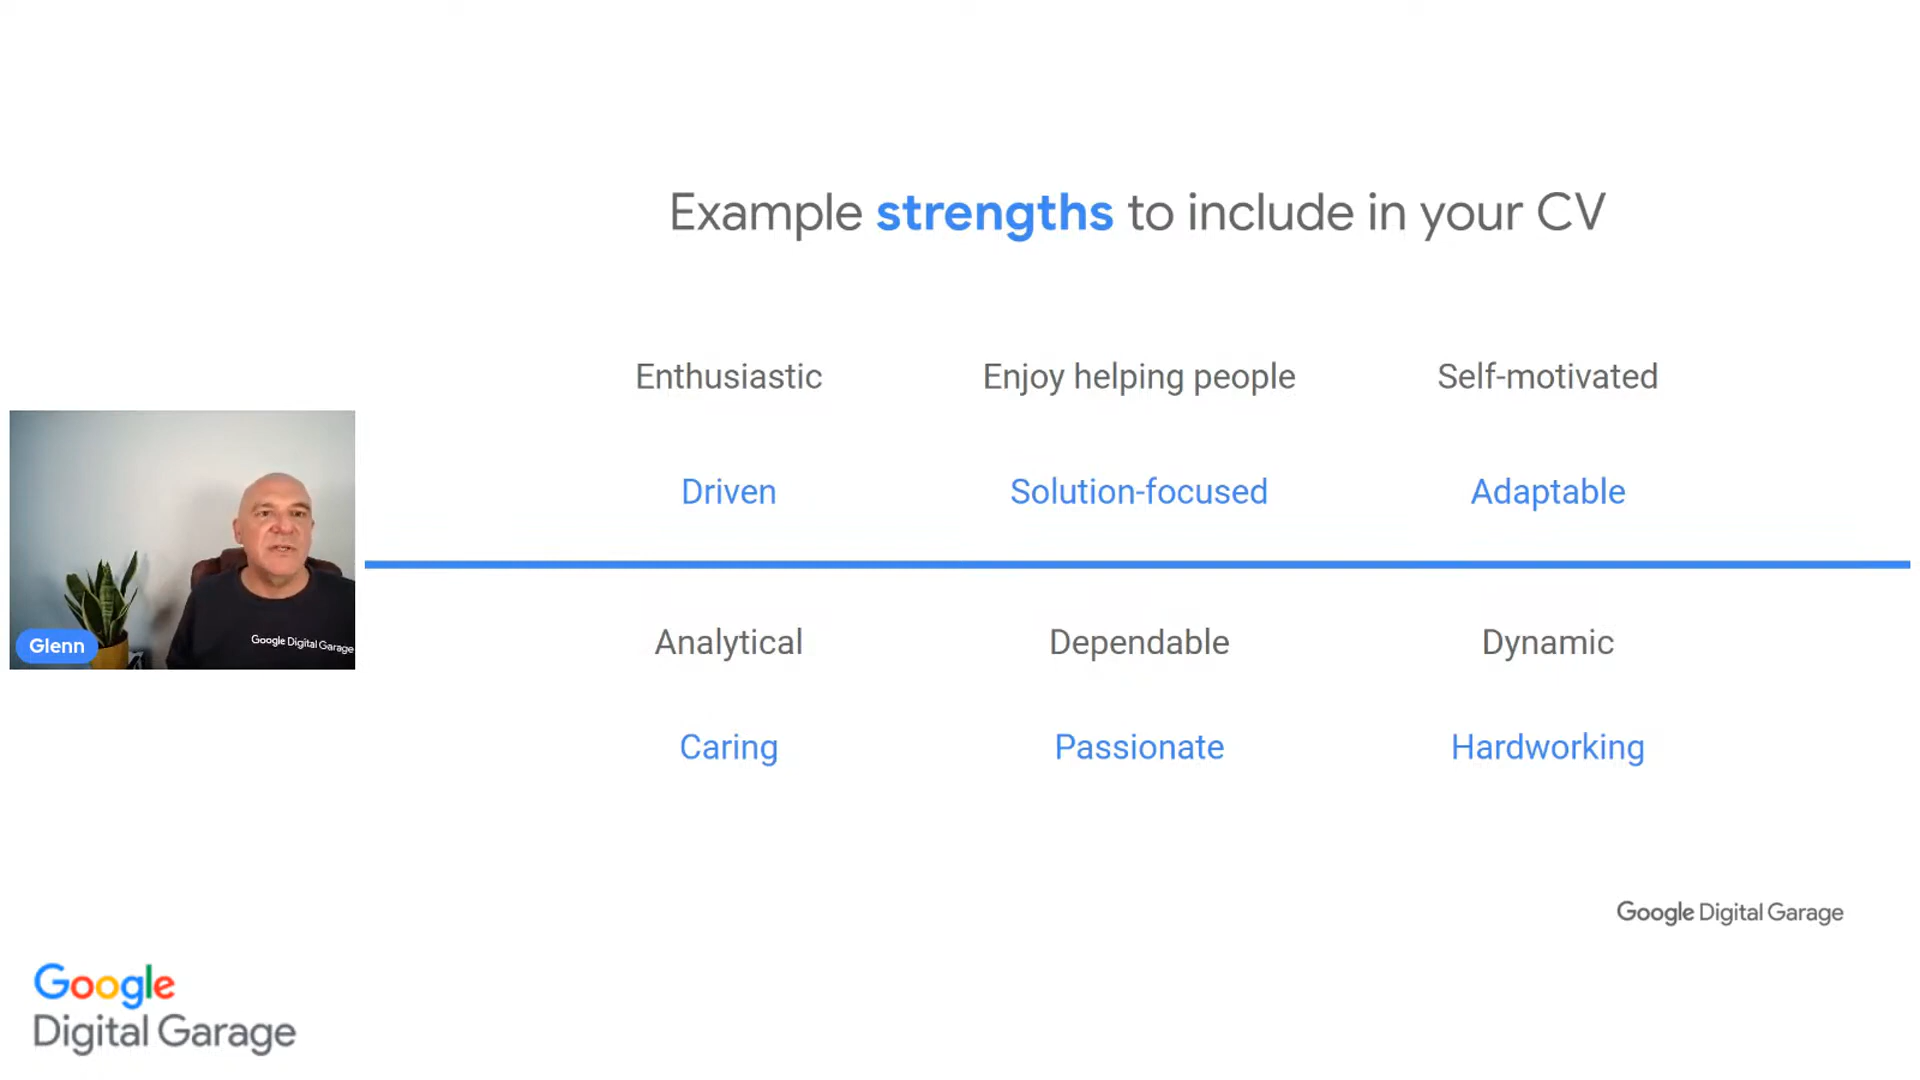 Example strengths to include in your CV
Enthusiastic
Enjoy helping people
Self-motivated
Driven
Solution-focused
Adaptable
Analytical
Dependable
Dynamic
Caring
Passionate
Hardworking
Google Digital Garage
Glenn
Google Digital Garage
Google
Digital Garage